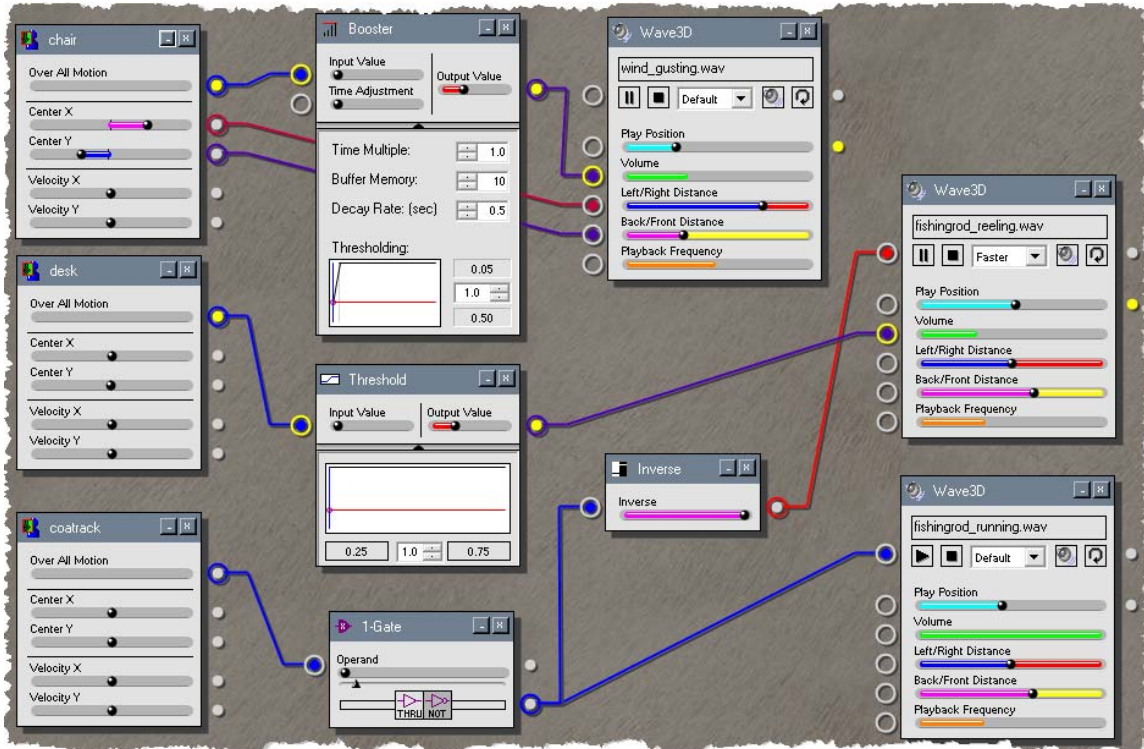 chair
Over All Motion
Center X
Center Y
Velocity X
Velocity Y
desk
Over All Motion
Center X
Center Y
Velocity X
Velocity Y
coatrack
Over All Motion
Center X
Center Y
Velocity X
Velocity Y
Booster
Input Value
Output Value
Time Adjustment
Time Multiple: 1.0
Buffer Memory: 10
Decay Rate: (sec) 0.5
Thresholding:
0.05
1.0
0.50
Threshold
Input Value Output Value
0.25 1.0 0.75
1-Gate
Operand
THRU NOT
Wave3D
wind_gusting.wav
Default
Play Position
Volume
Left/Right Distance
Back/Front Distance
Playback Frequency
Inverse
Inverse
Wave3D
fishingrod_reeling.wav
Faster
Play Position
Volume
Left/Right Distance
Back/Front Distance
Playback Frequency
Wave3D
fishingrod_running.wav
Default
Play Position
Volume
Left/Right Distance
Back/Front Distance
Playback Frequency